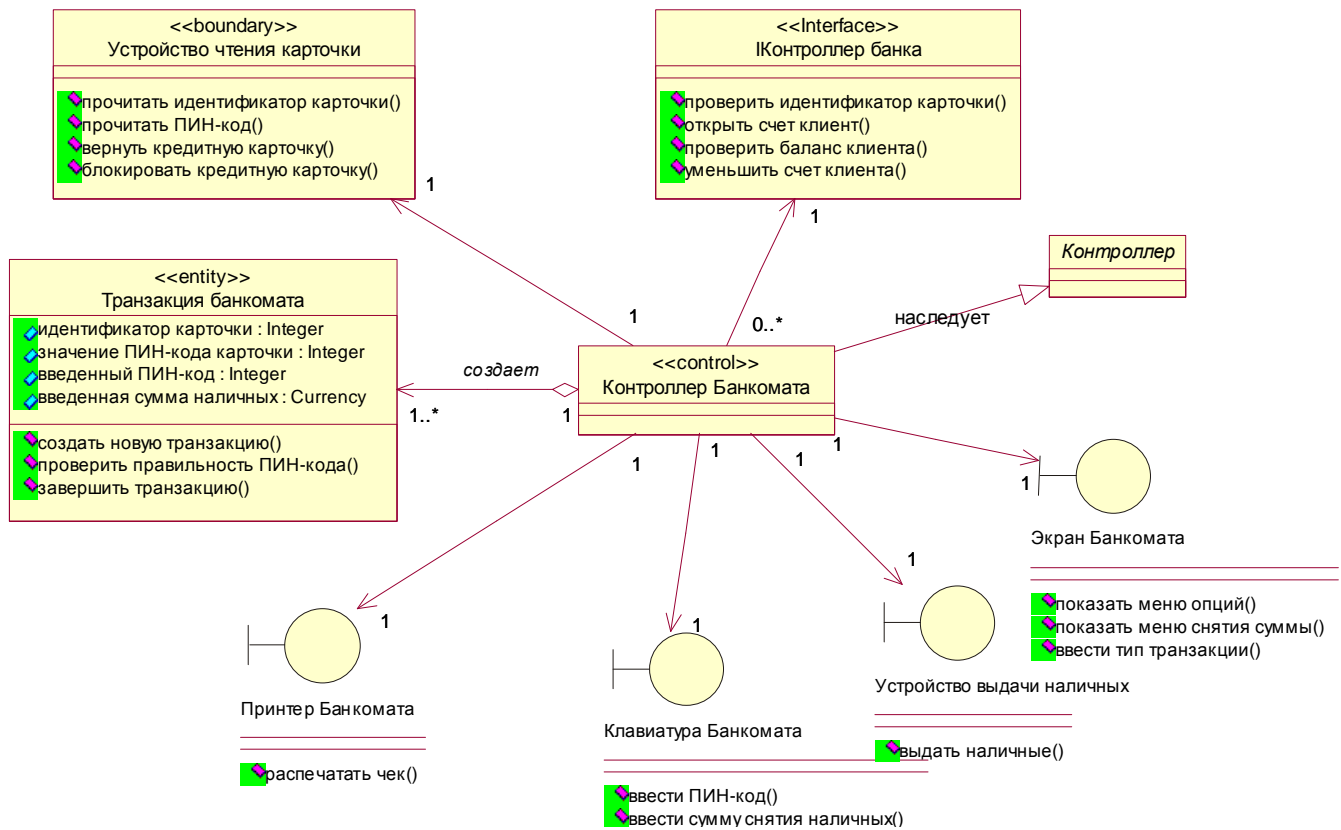 <<boundary>>
Устройство чтения карточки
прочитать идентификатор карточки()
прочитать ПИН-код()
вернуть кредитную карточку()
блокировать кредитную карточку()
<<Interface>>
IКонтроллер банка
проверить идентификатор карточки()
открыть счет клиент()
проверить баланс клиента()
уменьшить счет клиента()
1
1
Контроллер
<<entity>>
Транзакция банкомата
идентификатор карточки : Integer
значение ПИН-кода карточки : Integer
введенный ПИН-код : Integer
введенная сумма наличных : Currency
создать новую транзакцию()
проверить правильность ПИН-кода()
завершить транзакцию()
1
0..*
наследует
создает
1..*
1
<<control>>
Контроллер Банкомата
1
1
1
1
1
Экран Банкомата
показать меню опций()
показать меню снятия суммы()
ввести тип транзакции()
1
Устройство выдачи наличных
выдать наличные()
1
Принтер Банкомата
распечатать чек()
1
Клавиатура Банкомата
ввести ПИН-код()
ввести сумму снятия наличных()